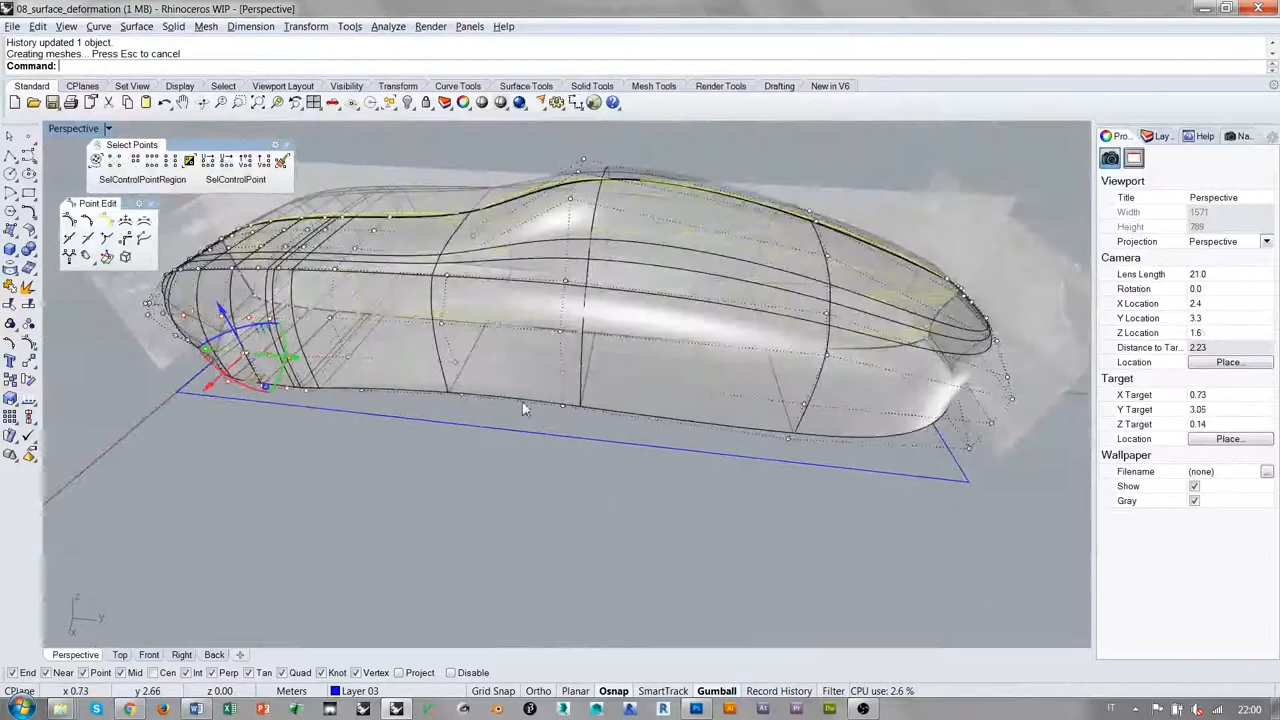 08_surface_deformation (1 MB) - Rhinoceros WIP - [Perspective]
File Edit View Curve Surface Solid Mesh Dimension Transform Tools Analyze Render Panels Help
History updated 1 object.
Creating meshes... Press Esc to cancel
Command:
Standard CPlanes Set View Display Select Viewport Layout Visibility Transform Curve Tools Surface Tools Solid Tools Mesh Tools Render Tools Drafting New in V6
Perspective
Select Points
SelControlPointRegion SelControlPoint
Point Edit
Pro... Lay... Help Na...
Viewport
Title Perspective
Width 1571
Height 789
Projection Perspective
Camera
Lens Length 21.0
Rotation 0.0
X Location 2.4
Y Location 3.3
Z Location 1.6
Distance to Tar... 2.23
Location Place...
Target
X Target 0.73
Y Target 3.05
Z Target 0.14
Location Place...
Wallpaper
Filename (none) ...
Show
Gray
z
y
x
Perspective Top Front Right Back
End Near Point Mid Cen Int Perp Tan Quad Knot Vertex Project Disable
CPlane x 0.73 y 2.66 z 0.00 Meters Layer 03 Grid Snap Ortho Planar Osnap SmartTrack Gumball Record History Filter CPU use: 2.6 %
IT 22:00